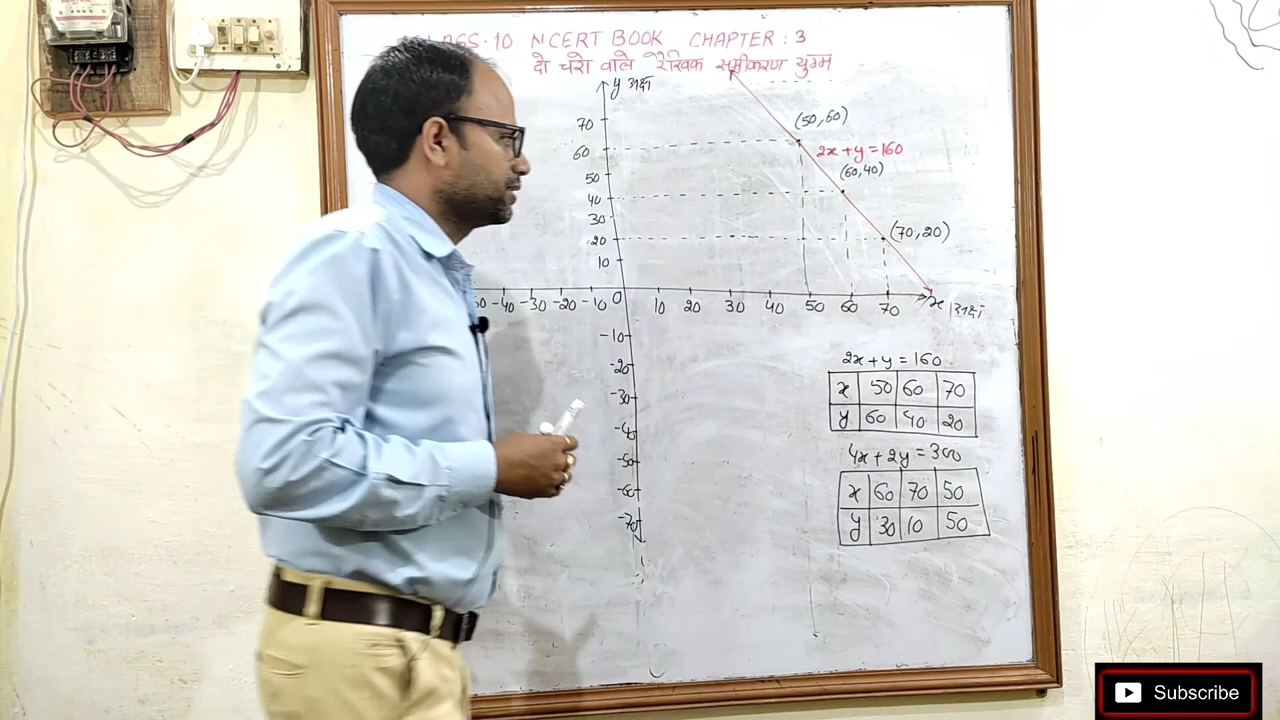 CLASS-10 NCERT BOOK CHAPTER : 3
दो चरो वाले रैखिक समीकरण युग्म
y अक्ष
(50,60)
70
60
2x+y=160
(60,40)
50
40
30
(70,20)
20
10
-40 -30 -20 -10 0 10 20 30 40 50 60 70 x अक्ष
-10
-20
-30
-40
-50
-60
-70
2x+y=160
x 50 60 70
y 60 40 20
4x+2y=300
x 60 70 50
y 30 10 50
Subscribe